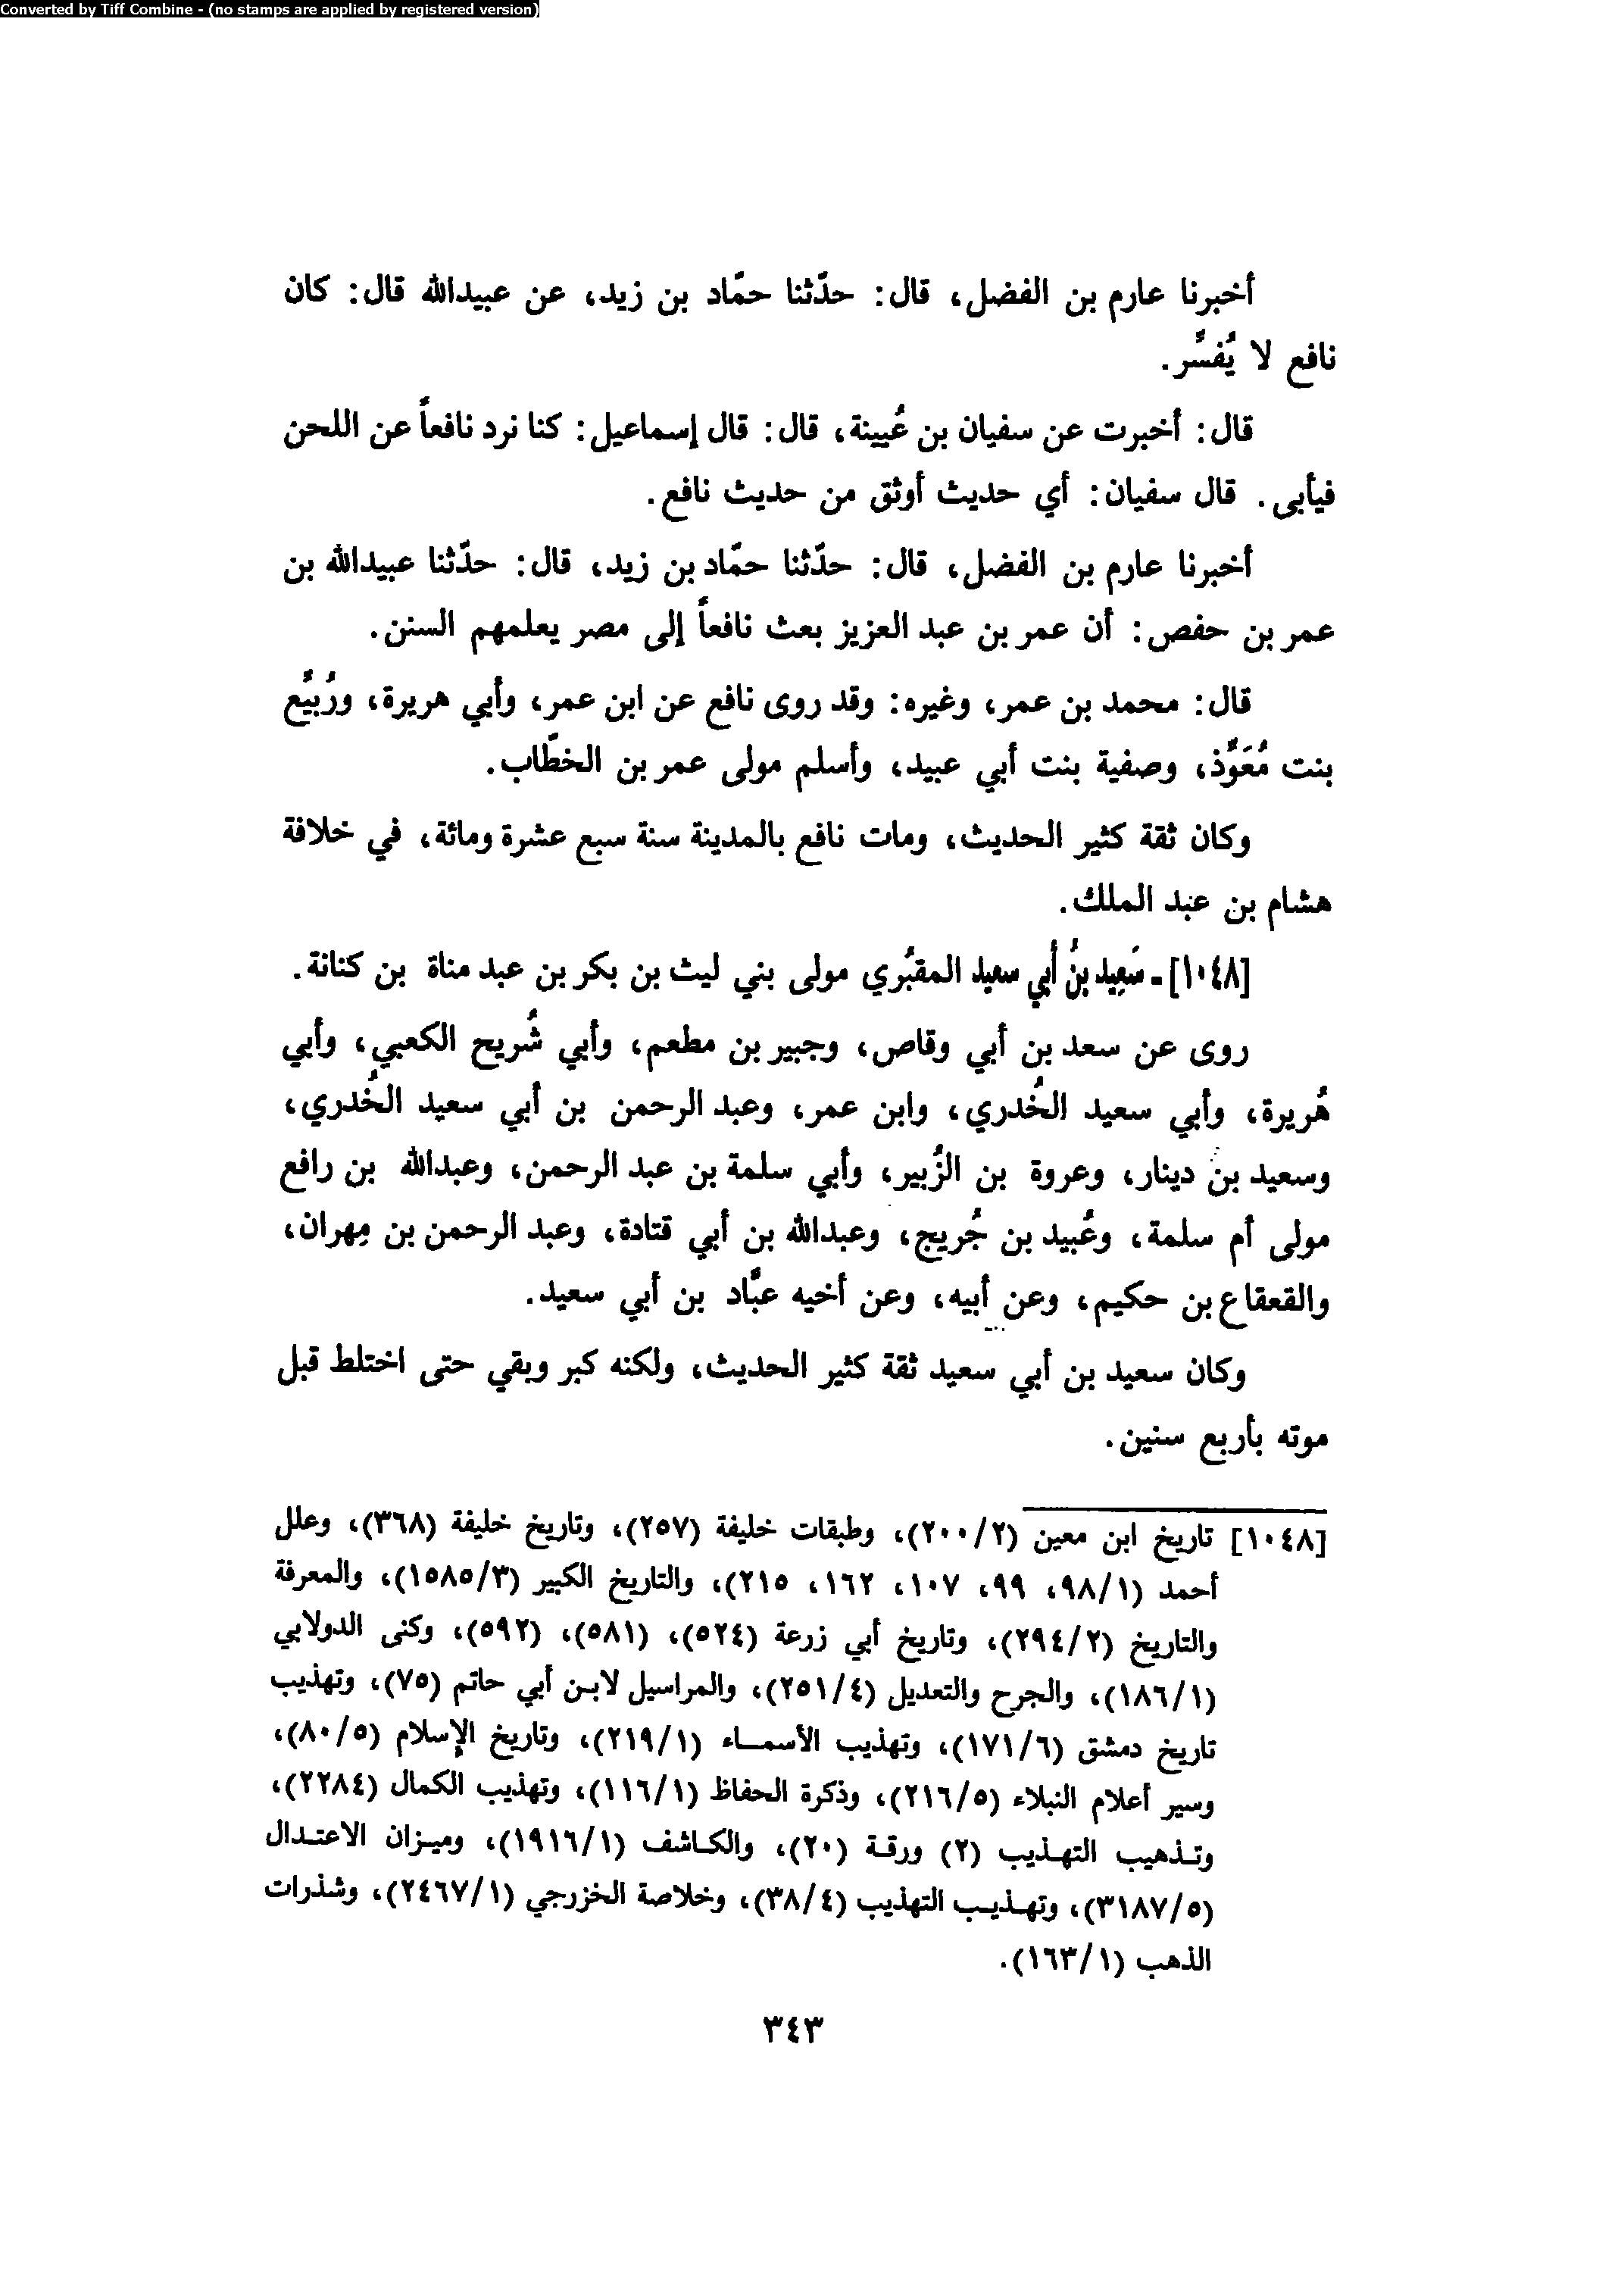 Converted by Tiff Combine - (no stamps are applied by registered version)
أخبرنا عارم بن الفضل، قال: حدّثنا حمّاد بن زيد، عن عبيدالله قال: كان
نافع لا يُفسَّر.
قال: أخبرت عن سفيان بن عُيينة، قال: قال إسماعيل: كنا نرد نافعاً عن اللحن
فيأبى. قال سفيان: أي حديث أوثق من حديث نافع.
أخبرنا عارم بن الفضل، قال: حدّثنا حمّاد بن زيد، قال: حدّثنا عبيدالله بن
عمر بن حفص: أن عمر بن عبد العزيز بعث نافعاً إلى مصر يعلمهم السنن.
قال: محمد بن عمر، وغيره: وقد روى نافع عن ابن عمر، وأبي هريرة، ورُبيِّع
بنت مُعَوِّذ، وصفية بنت أبي عبيد، وأسلم مولى عمر بن الخطّاب.
وكان ثقة كثير الحديث، ومات نافع بالمدينة سنة سبع عشرة ومائة، في خلافة
هشام بن عبد الملك.
[١٠٤٨] - سَعِيد بنُ أَبي سعيد المقبُري مولى بني ليث بن بكر بن عبد مناة بن كنانة.
روى عن سعد بن أبي وقاص، وجبير بن مطعم، وأبي شُريح الكعبي، وأبي
هُريرة، وأبي سعيد الخُدري، وابن عمر، وعبد الرحمن بن أبي سعيد الخُدري،
وسعيد بن دينار، وعروة بن الزُبير، وأبي سلمة بن عبد الرحمن، وعبدالله بن رافع
مولى أم سلمة، وعُبيد بن جُريج، وعبدالله بن أبي قتادة، وعبد الرحمن بن مِهران،
والقعقاع بن حكيم، وعن أبيه، وعن أخيه عبَّاد بن أبي سعيد.
وكان سعيد بن أبي سعيد ثقة كثير الحديث، ولكنه كبر وبقي حتى اختلط قبل
موته بأربع سنين.
[١٠٤٨] تاريخ ابن معين (٢/٢٠٠)، وطبقات خليفة (٢٥٧)، وتاريخ خليفة (٣٦٨)، وعلل
أحمد (١/٩٨، ٩٩، ١٠٧، ١٦٢، ٢١٥)، والتاريخ الكبير (٣/١٥٨٥)، والمعرفة
والتاريخ (٢/٢٩٤)، وتاريخ أبي زرعة (٥٢٤)، (٥٨١)، (٥٩٢)، وكنى الدولابي
(١/١٨٦)، والجرح والتعديل (٤/٢٥١)، والمراسيل لابن أبي حاتم (٧٥)، وتهذيب
تاريخ دمشق (٦/١٧١)، وتهذيب الأسماء (١/٢١٩)، وتاريخ الإسلام (٥/٨٠)،
وسير أعلام النبلاء (٥/٢١٦)، وذكرة الحفاظ (١/١١٦)، وتهذيب الكمال (٢٢٨٤)،
وتذهيب التهذيب (٢) ورقة (٢٠)، والكاشف (١/١٩١٦)، وميزان الاعتدال
(٥/٣١٨٧)، وتهذيب التهذيب (٤/٣٨)، وخلاصة الخزرجي (١/٢٤٦٧)، وشذرات
الذهب (١/١٦٣).
٣٤٣